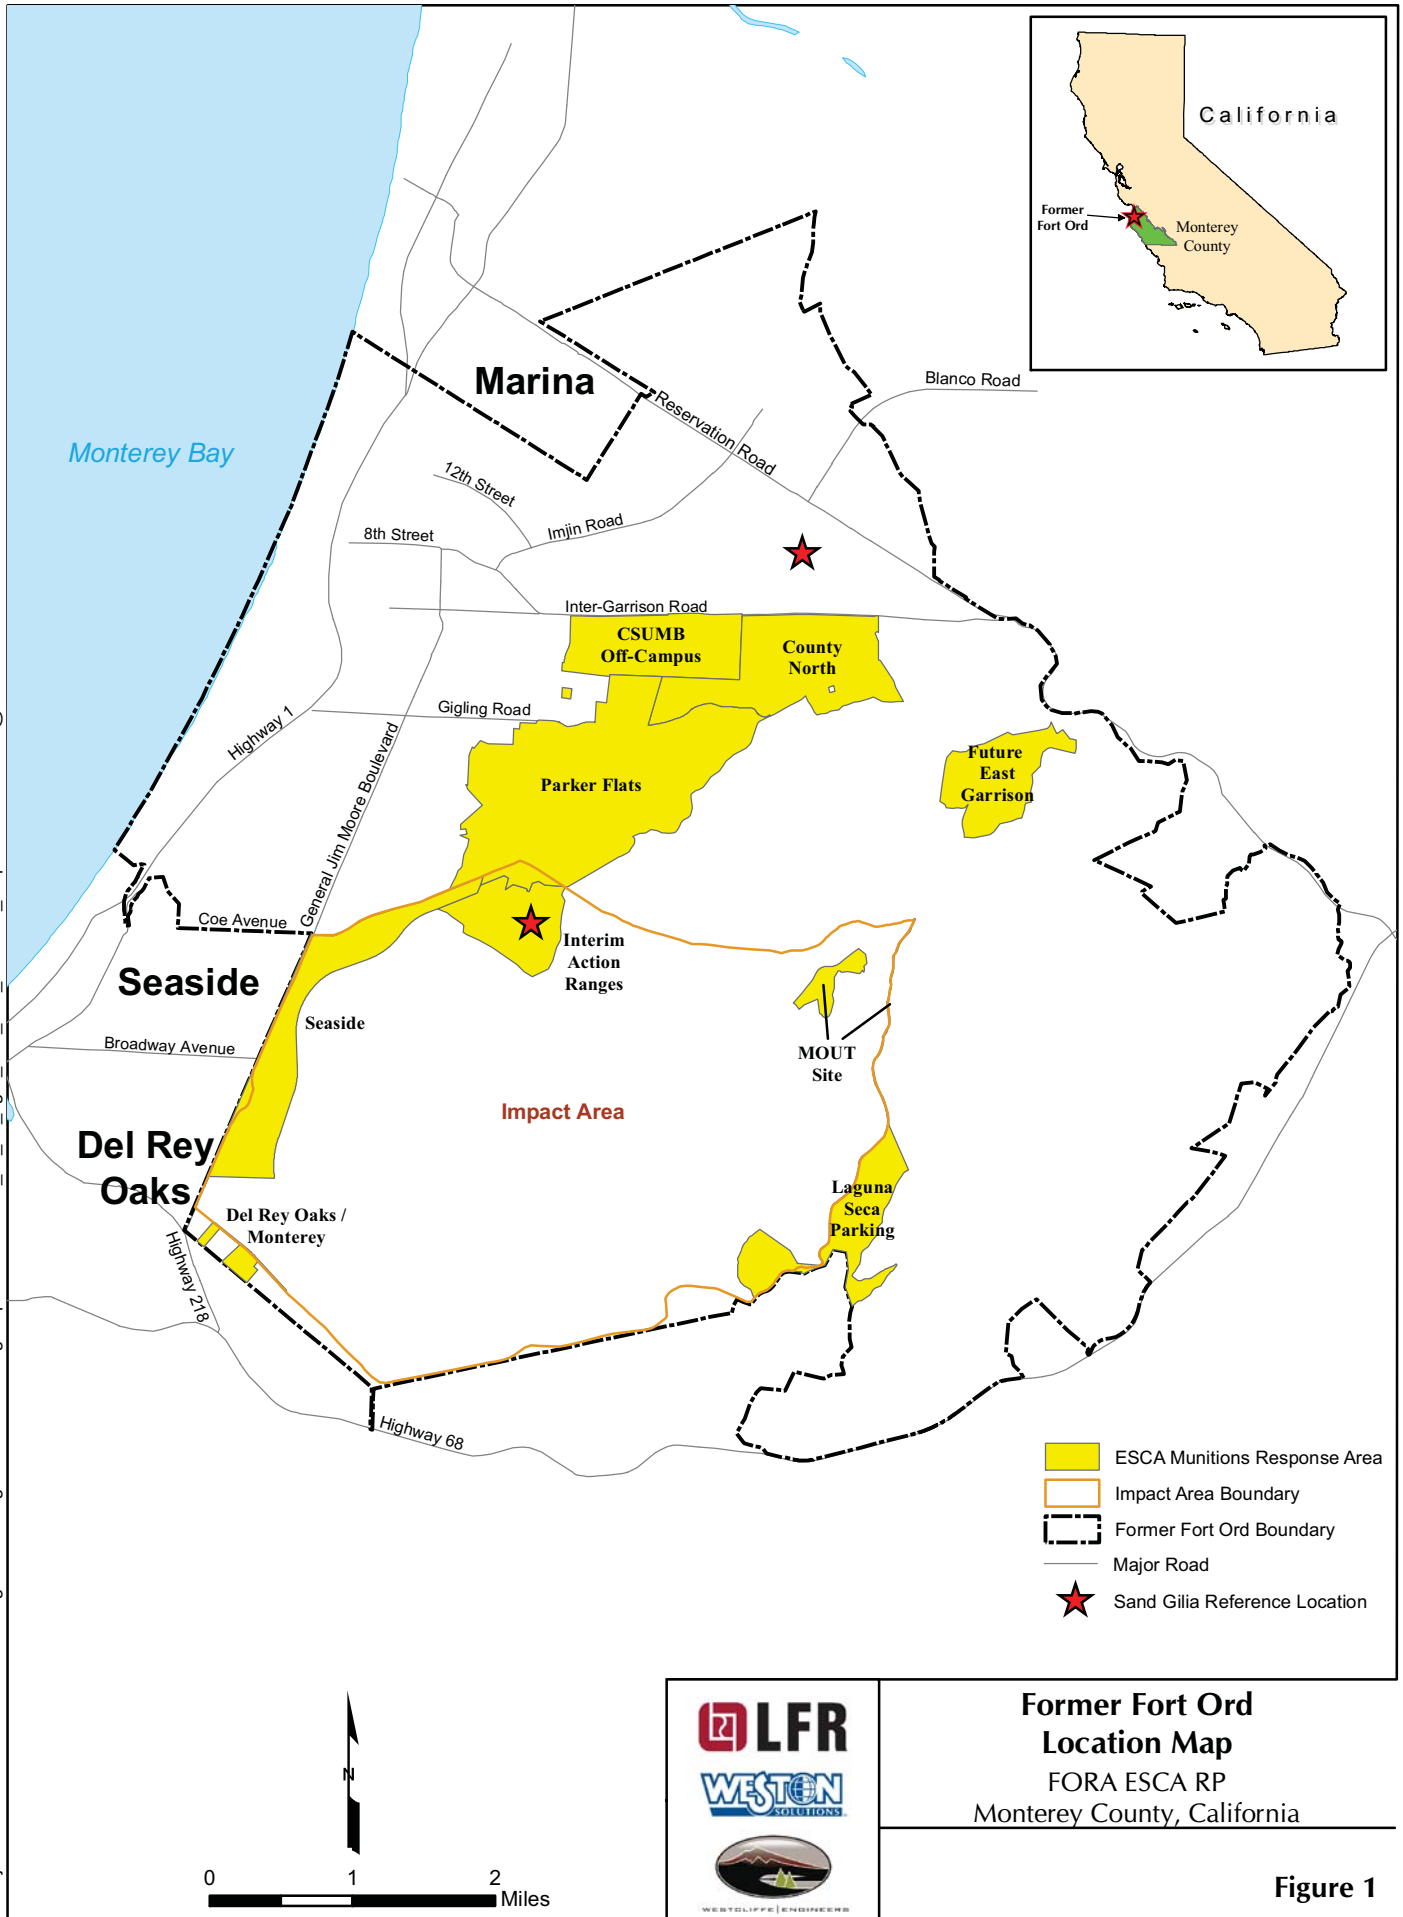 California
Former
Fort Ord
Monterey
County
Marina
Blanco Road
Reservation Road
Monterey Bay
12th Street
Imjin Road
8th Street
Inter-Garrison Road
CSUMB
Off-Campus
County
North
Gigling Road
Highway 1
General Jim Moore Boulevard
Parker Flats
Future
East
Garrison
Coe Avenue
Interim
Action
Ranges
Seaside
Seaside
Broadway Avenue
MOUT
Site
Impact Area
Del Rey
Oaks
Laguna
Seca
Parking
Del Rey Oaks /
Monterey
Highway 218
Highway 68
ESCA Munitions Response Area
Impact Area Boundary
Former Fort Ord Boundary
Major Road
Sand Gilia Reference Location
N
0 1 2
Miles
LFR
WESTON
SOLUTIONS
WESTCLIFFE | ENGINEERS
Former Fort Ord
Location Map
FORA ESCA RP
Monterey County, California
Figure 1